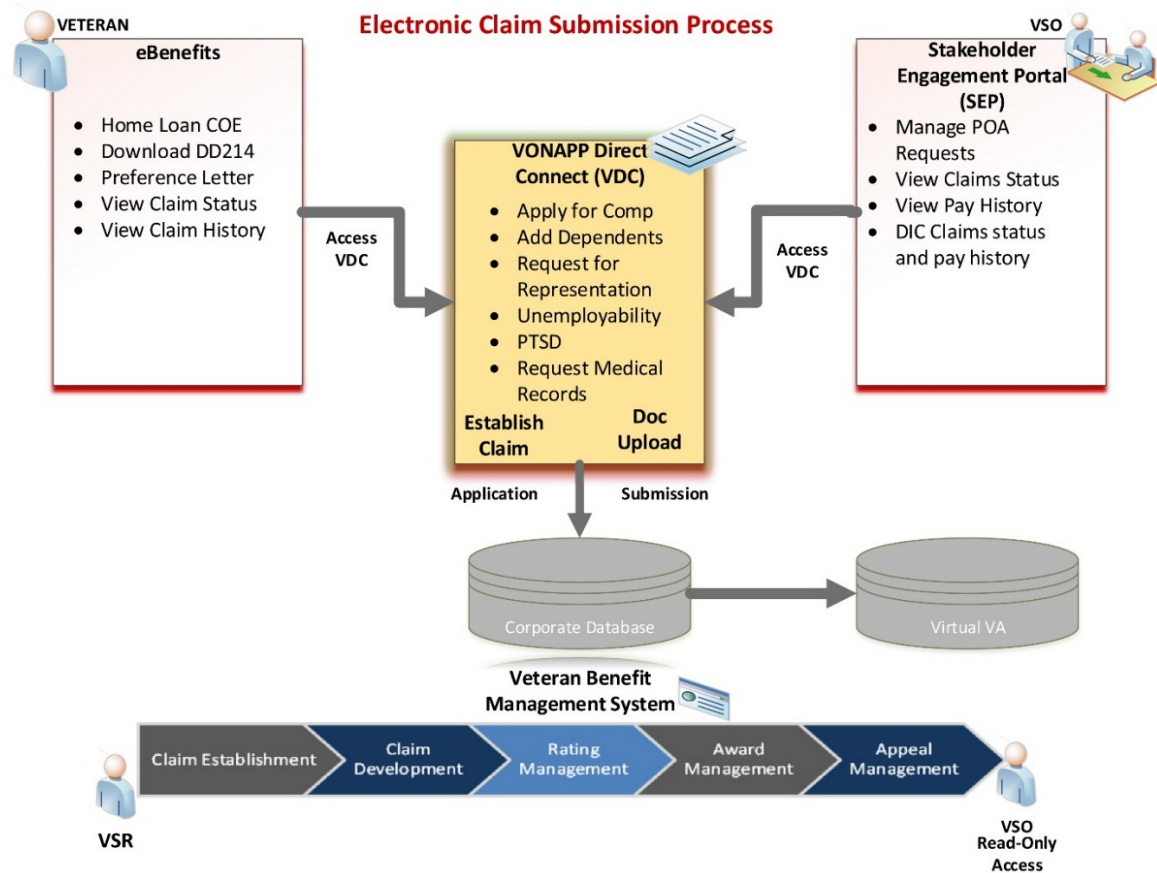 Electronic Claim Submission Process
VETERAN
eBenefits
• Home Loan COE
• Download DD214
• Preference Letter
• View Claim Status
• View Claim History
Access
VDC
VONAPP Direct
Connect (VDC)
• Apply for Comp
• Add Dependents
• Request for
Representation
• Unemployability
• PTSD
• Request Medical
Records
Establish
Claim
Doc
Upload
VSO
Stakeholder
Engagement Portal
(SEP)
• Manage POA
Requests
• View Claims Status
• View Pay History
• DIC Claims status
and pay history
Access
VDC
Application
Submission
Corporate Database
Virtual VA
Veteran Benefit
Management System
Claim Establishment
Claim
Development
Rating
Management
Award
Management
Appeal
Management
VSR
VSO
Read-Only
Access